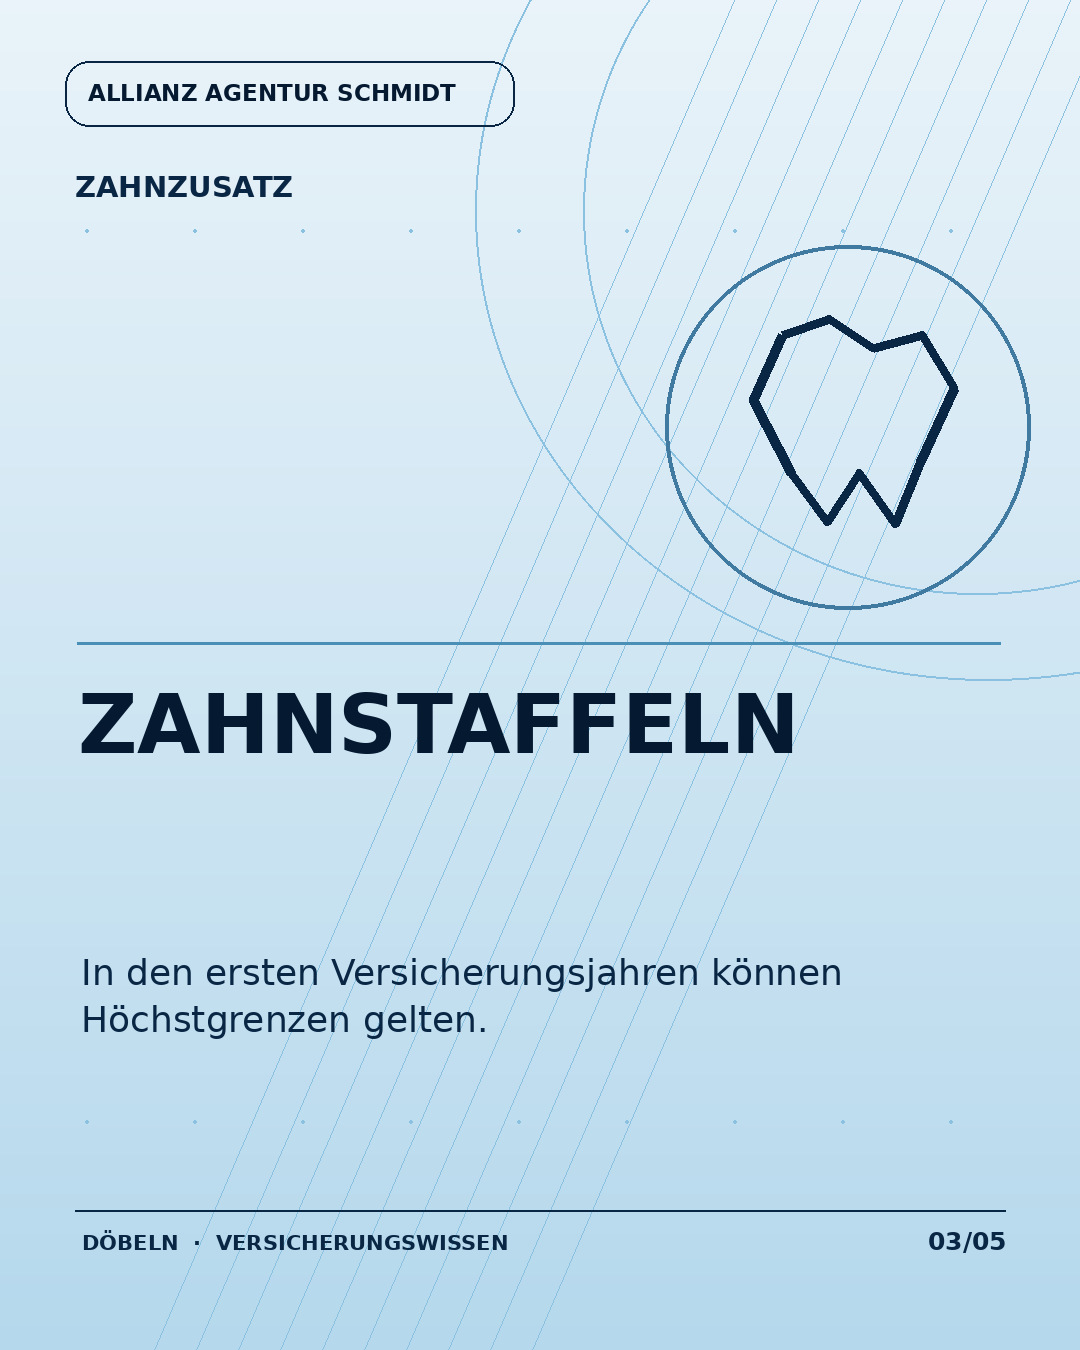 ALLIANZ AGENTUR SCHMIDT
ZAHNZUSATZ
ZAHNSTAFFELN
In den ersten Versicherungsjahren können
Höchstgrenzen gelten.
DÖBELN · VERSICHERUNGSWISSEN
03/05